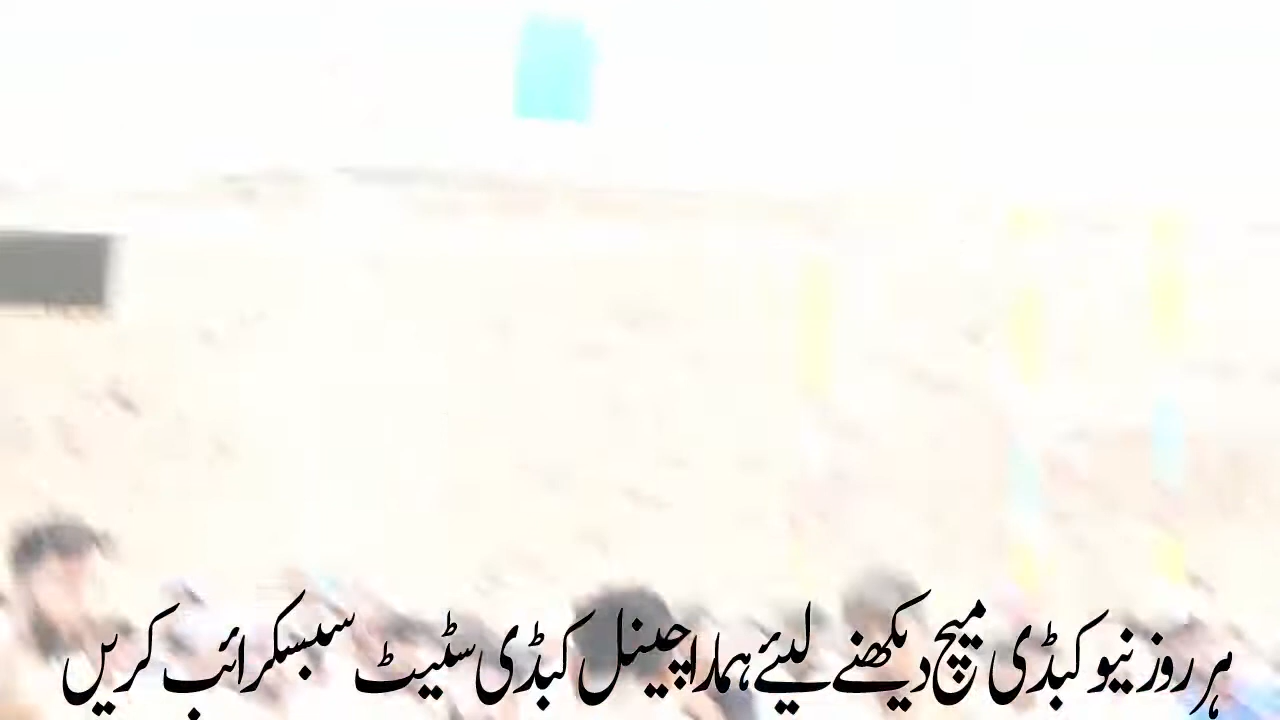 ہر روز نیو کبڈی میچ دیکھنے لیئے ہمارا چینل کبڈی سٹیٹ سبسکرائب کریں